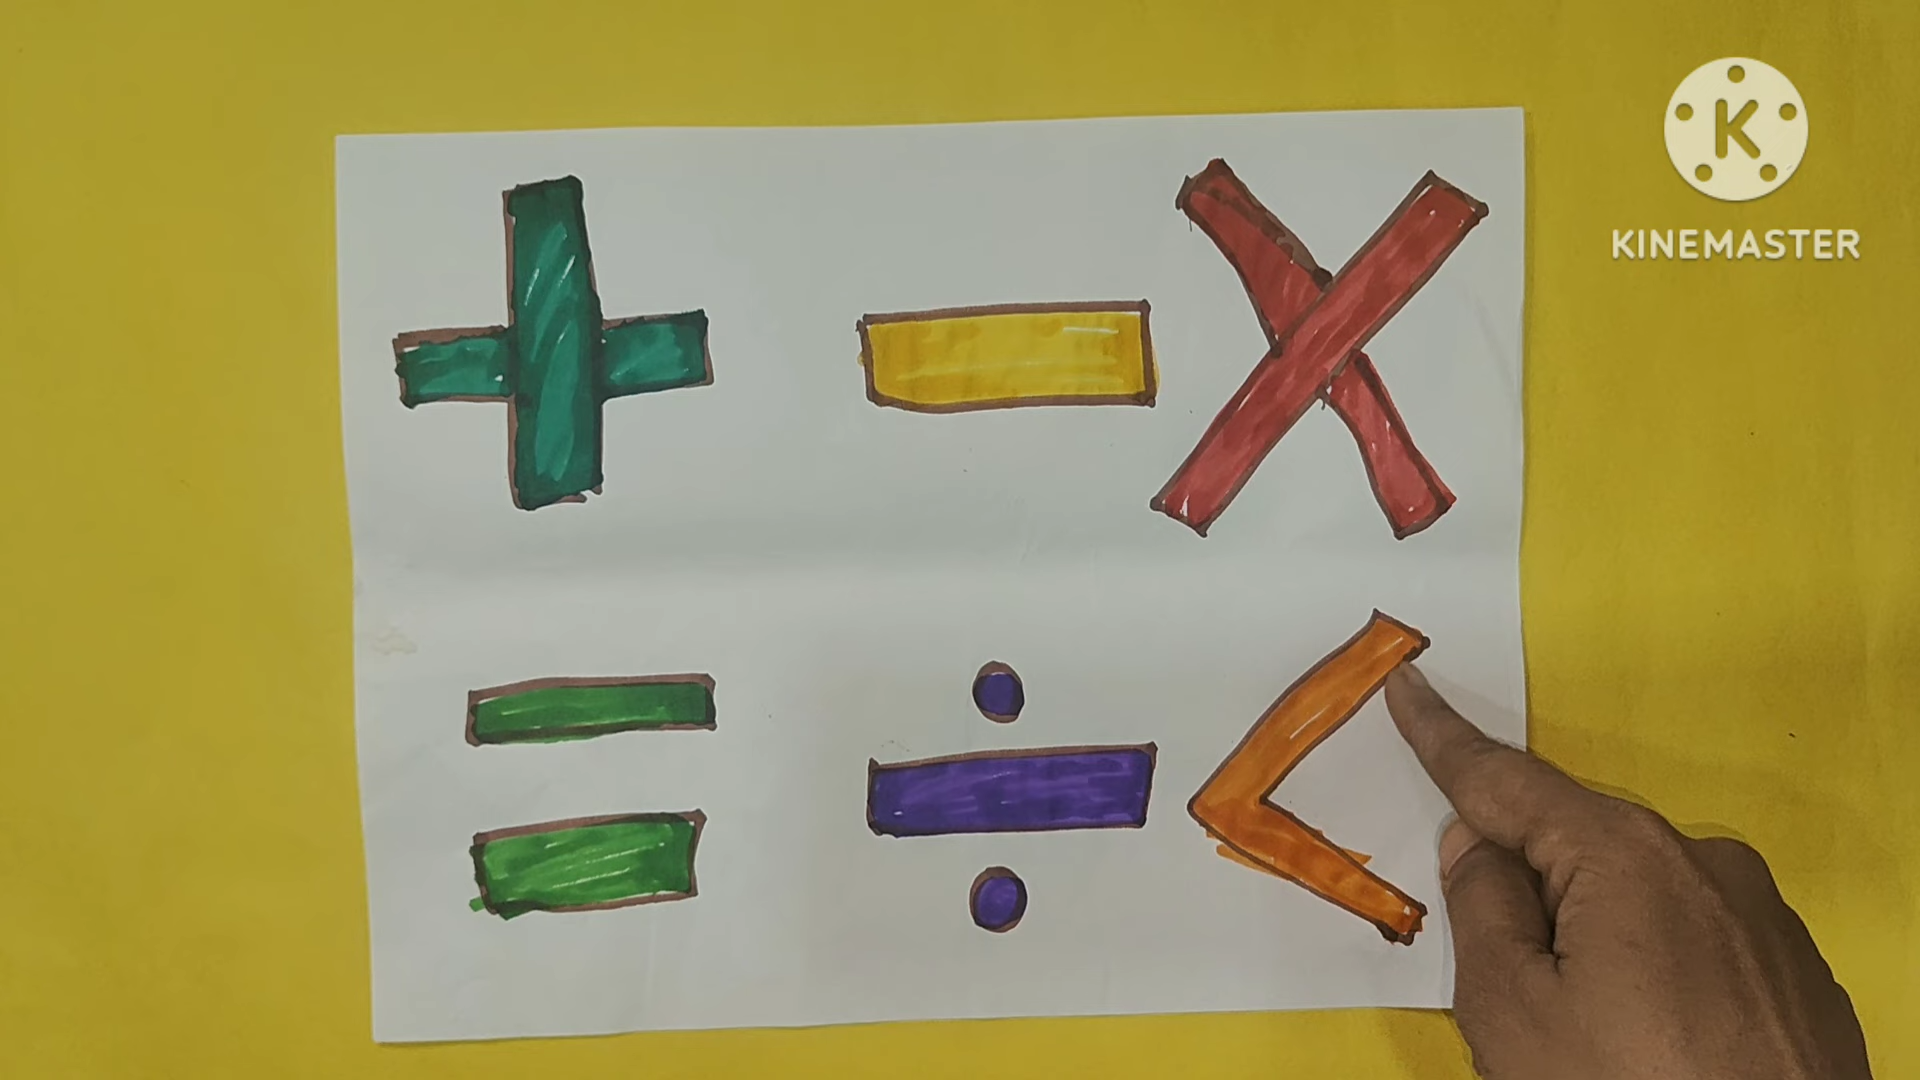 K
KINEMASTER
+ - X
= ÷ <